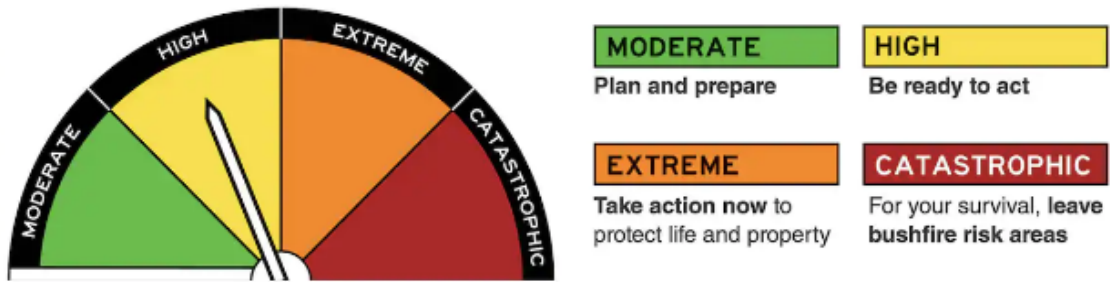 MODERATE
HIGH
EXTREME
CATASTROPHIC
MODERATE
Plan and prepare
HIGH
Be ready to act
EXTREME
Take action now to
protect life and property
CATASTROPHIC
For your survival, leave
bushfire risk areas